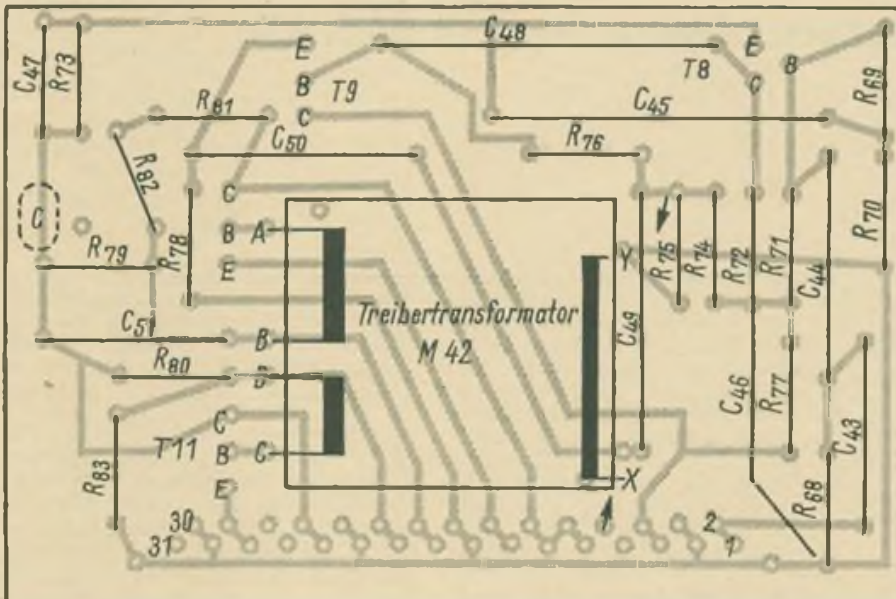 C47
R73
E
B
C
T9
C48
T8
E
C
B
R69
R81
C45
C50
R76
R82
C
R79
R78
C
B
E
A
Treibertransformator
M 42
Y
C49
R75
R74
R72
R71
C44
R70
C5
R80
B
B
C
T11
C
B
E
R83
X
C46
R77
R68
C43
30
31
2
1